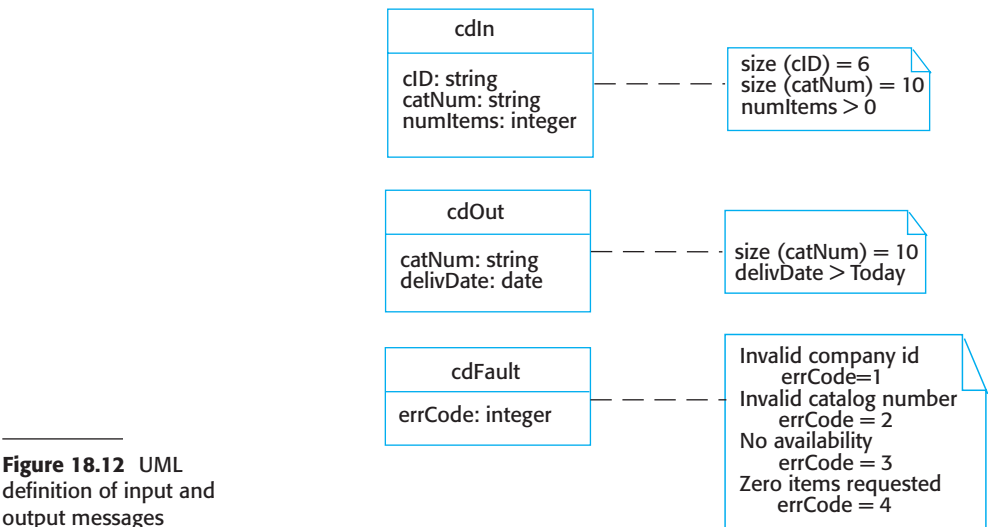 cdIn
cID: string
catNum: string
numItems: integer
size (cID) = 6
size (catNum) = 10
numItems > 0
cdOut
catNum: string
delivDate: date
size (catNum) = 10
delivDate > Today
cdFault
errCode: integer
Invalid company id
errCode=1
Invalid catalog number
errCode = 2
No availability
errCode = 3
Zero items requested
errCode = 4
Figure 18.12 UML
definition of input and
output messages